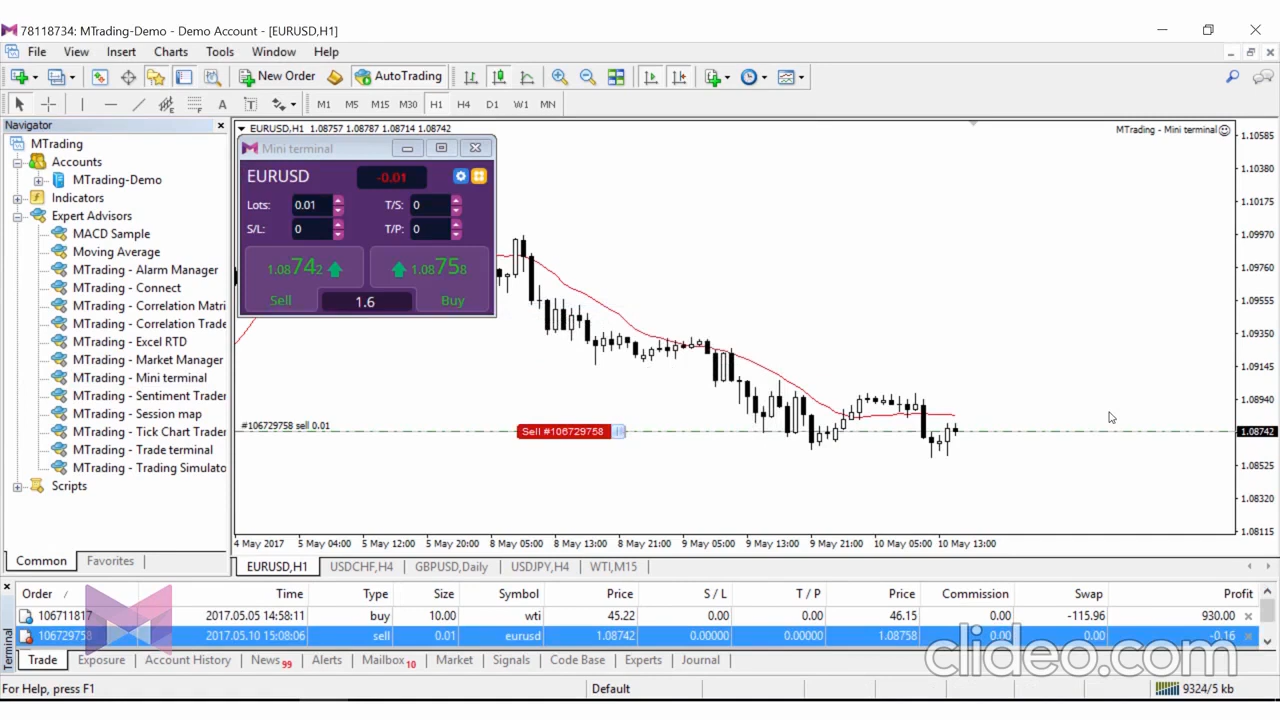 78118734: MTrading-Demo - Demo Account - [EURUSD,H1]
File View Insert Charts Tools Window Help
New Order AutoTrading
A T M1 M5 M15 M30 H1 H4 D1 W1 MN
Navigator
MTrading
Accounts
MTrading-Demo
Indicators
Expert Advisors
MACD Sample
Moving Average
MTrading - Alarm Manager
MTrading - Connect
MTrading - Correlation Matri
MTrading - Correlation Trade
MTrading - Excel RTD
MTrading - Market Manager
MTrading - Mini terminal
MTrading - Sentiment Trader
MTrading - Session map
MTrading - Tick Chart Trader
MTrading - Trade terminal
MTrading - Trading Simulato
Scripts
Common Favorites
EURUSD,H1 1.08757 1.08787 1.08714 1.08742
MTrading - Mini terminal
Mini terminal
EURUSD -0.01
Lots: 0.01 T/S: 0
S/L: 0 T/P: 0
1.08742 1.08758
Sell 1.6 Buy
#106729758 sell 0.01
Sell #106729758
1.10585
1.10380
1.10175
1.09970
1.09760
1.09555
1.09350
1.09145
1.08940
1.08742
1.08525
1.08320
1.08115
4 May 2017 5 May 04:00 5 May 12:00 5 May 20:00 8 May 05:00 8 May 13:00 8 May 21:00 9 May 05:00 9 May 13:00 9 May 21:00 10 May 05:00 10 May 13:00
EURUSD,H1 USDCHF,H4 GBPUSD,Daily USDJPY,H4 WTI,M15
Order / Time Type Size Symbol Price S / L T / P Price Commission Swap Profit
106711817 2017.05.05 14:58:11 buy 10.00 wti 45.22 0.00 0.00 46.15 0.00 -115.96 930.00
106729758 2017.05.10 15:08:06 sell 0.01 eurusd 1.08742 0.00000 0.00000 1.08758 0.00 0.00 -0.16
Terminal
Trade Exposure Account History News 99 Alerts Mailbox 10 Market Signals Code Base Experts Journal
clideo.com
For Help, press F1 Default 9324/5 kb